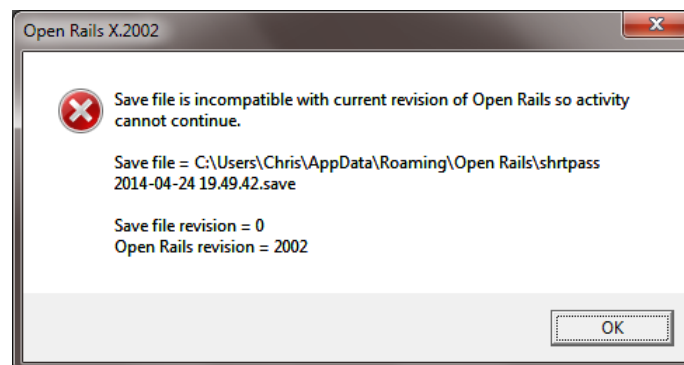 Open Rails X.2002
Save file is incompatible with current revision of Open Rails so activity
cannot continue.
Save file = C:\Users\Chris\AppData\Roaming\Open Rails\shrtpass
2014-04-24 19.49.42.save
Save file revision = 0
Open Rails revision = 2002
OK